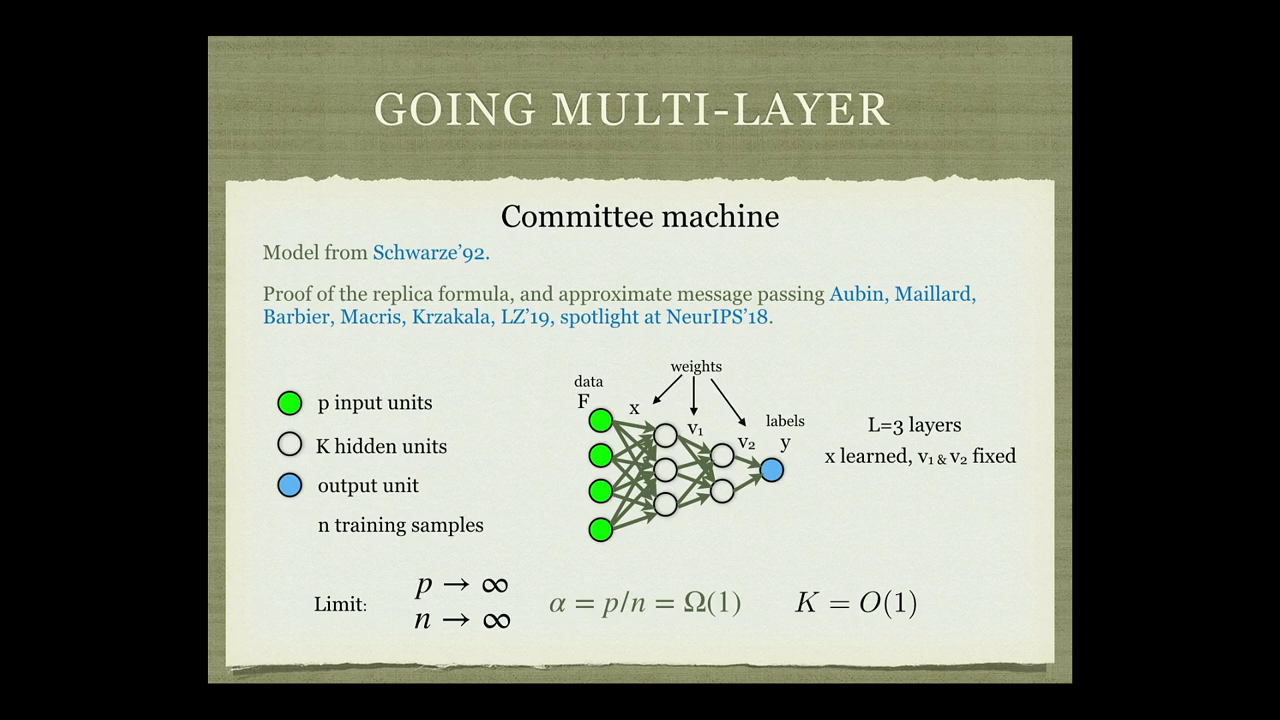 GOING MULTI-LAYER
Committee machine
Model from Schwarze’92.
Proof of the replica formula, and approximate message passing Aubin, Maillard,
Barbier, Macris, Krzakala, LZ’19, spotlight at NeurIPS’18.
p input units
K hidden units
output unit
n training samples
weights
data
F
x
v₁
v₂
labels
y
L=3 layers
x learned, v₁ & v₂ fixed
Limit:
p → ∞
n → ∞
α = p/n = Ω(1)
K = O(1)